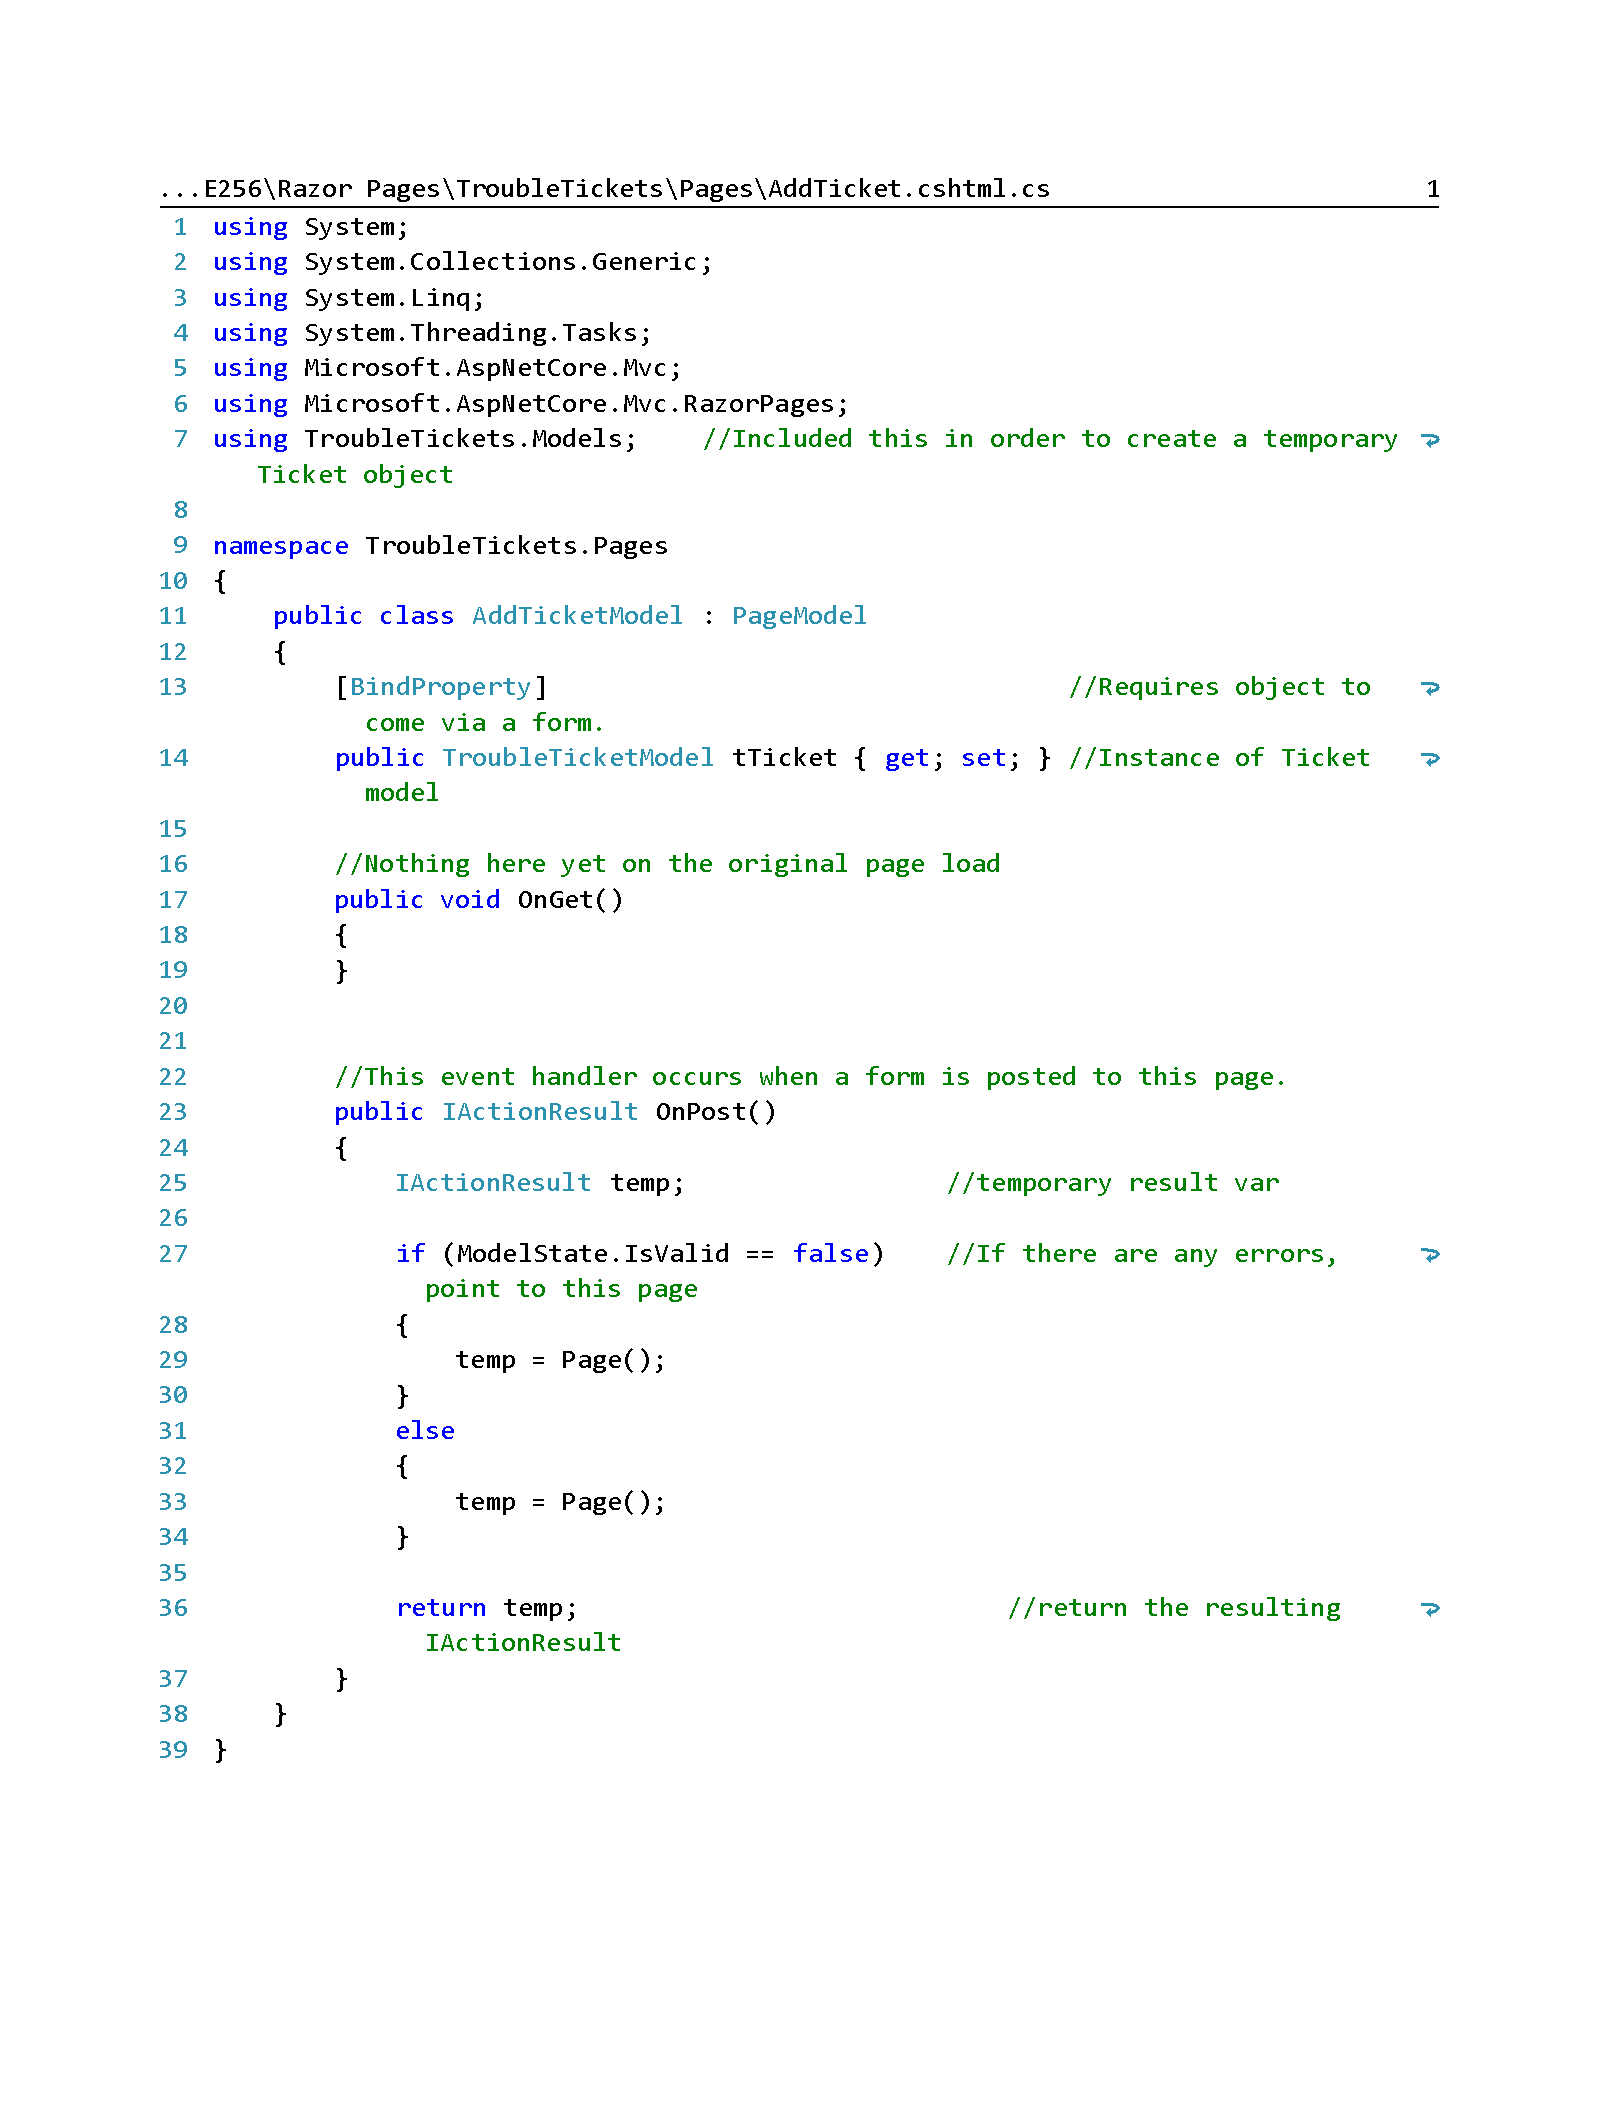 ...E256\Razor Pages\TroubleTickets\Pages\AddTicket.cshtml.cs 1
1 using System;
2 using System.Collections.Generic;
3 using System.Linq;
4 using System.Threading.Tasks;
5 using Microsoft.AspNetCore.Mvc;
6 using Microsoft.AspNetCore.Mvc.RazorPages;
7 using TroubleTickets.Models; //Included this in order to create a temporary
Ticket object
8
9 namespace TroubleTickets.Pages
10 {
11 public class AddTicketModel : PageModel
12 {
13 [BindProperty] //Requires object to
come via a form.
14 public TroubleTicketModel tTicket { get; set; } //Instance of Ticket
model
15
16 //Nothing here yet on the original page load
17 public void OnGet()
18 {
19 }
20
21
22 //This event handler occurs when a form is posted to this page.
23 public IActionResult OnPost()
24 {
25 IActionResult temp; //temporary result var
26
27 if (ModelState.IsValid == false) //If there are any errors,
point to this page
28 {
29 temp = Page();
30 }
31 else
32 {
33 temp = Page();
34 }
35
36 return temp; //return the resulting
IActionResult
37 }
38 }
39 }